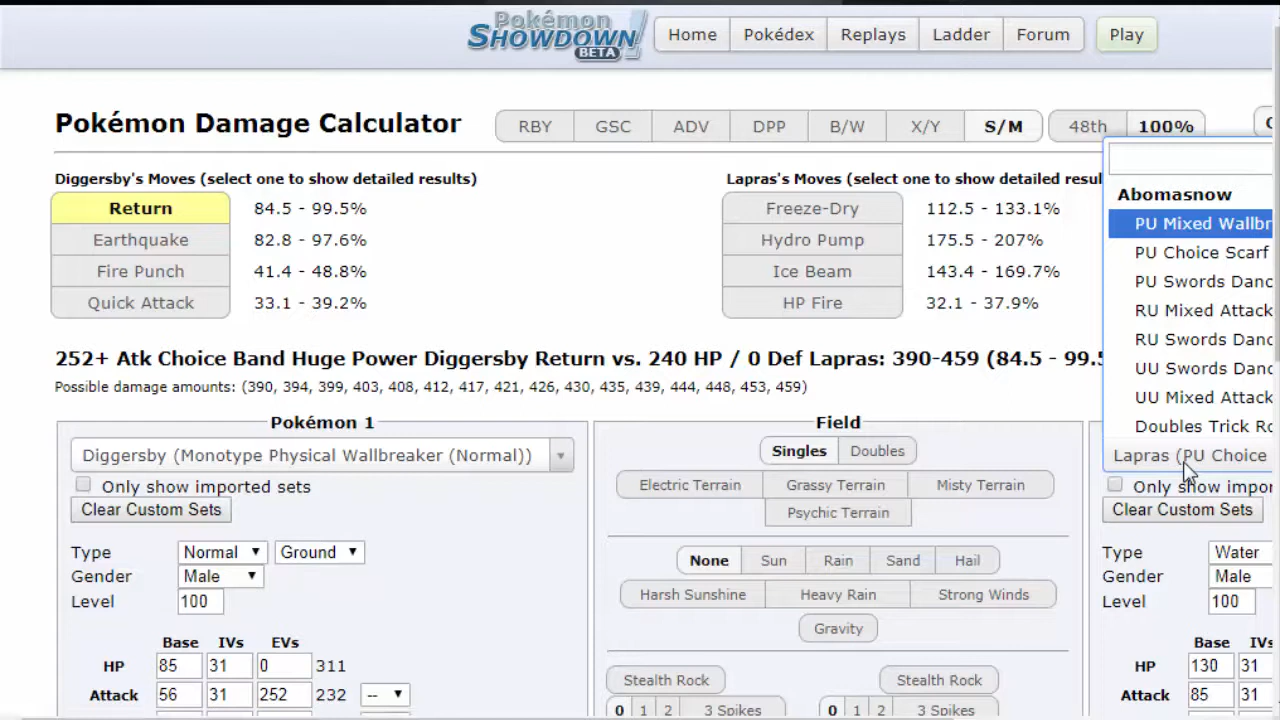 Pokémon
SHOWDOWN!
BETA
Home Pokédex Replays Ladder Forum Play
Pokémon Damage Calculator RBY GSC ADV DPP B/W X/Y S/M 48th 100%
Diggersby's Moves (select one to show detailed results)
Return 84.5 - 99.5%
Earthquake 82.8 - 97.6%
Fire Punch 41.4 - 48.8%
Quick Attack 33.1 - 39.2%
Lapras's Moves (select one to show detailed resul
Freeze-Dry 112.5 - 133.1%
Hydro Pump 175.5 - 207%
Ice Beam 143.4 - 169.7%
HP Fire 32.1 - 37.9%
Abomasnow
PU Mixed Wallbr
PU Choice Scarf
PU Swords Danc
RU Mixed Attack
RU Swords Danc
UU Swords Danc
UU Mixed Attack
Doubles Trick Ro
252+ Atk Choice Band Huge Power Diggersby Return vs. 240 HP / 0 Def Lapras: 390-459 (84.5 - 99.5
Possible damage amounts: (390, 394, 399, 403, 408, 412, 417, 421, 426, 430, 435, 439, 444, 448, 453, 459)
Pokémon 1
Diggersby (Monotype Physical Wallbreaker (Normal))
Only show imported sets
Clear Custom Sets
Type Normal Ground
Gender Male
Level 100
Base IVs EVs
HP 85 31 0 311
Attack 56 31 252 232 --
Field
Singles Doubles
Electric Terrain Grassy Terrain Misty Terrain
Psychic Terrain
None Sun Rain Sand Hail
Harsh Sunshine Heavy Rain Strong Winds
Gravity
Stealth Rock Stealth Rock
0 1 2 3 Spikes 0 1 2 3 Spikes
Lapras (PU Choice
Only show impor
Clear Custom Sets
Type Water
Gender Male
Level 100
Base IVs
HP 130 31
Attack 85 31